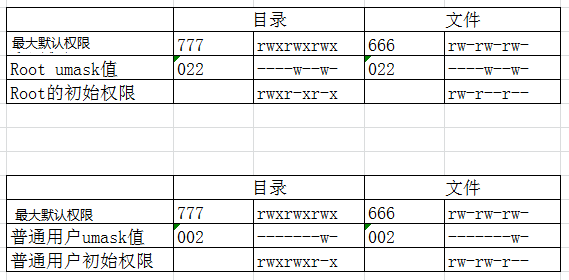 目录 文件
最大默认权限 777 rwxrwxrwx 666 rw-rw-rw-
Root umask值 022 ----w--w- 022 ----w--w-
Root的初始权限 rwxr-xr-x rw-r--r--
目录 文件
最大默认权限 777 rwxrwxrwx 666 rw-rw-rw-
普通用户umask值 002 -------w- 002 -------w-
普通用户初始权限 rwxrwxr-x rw-rw-r--